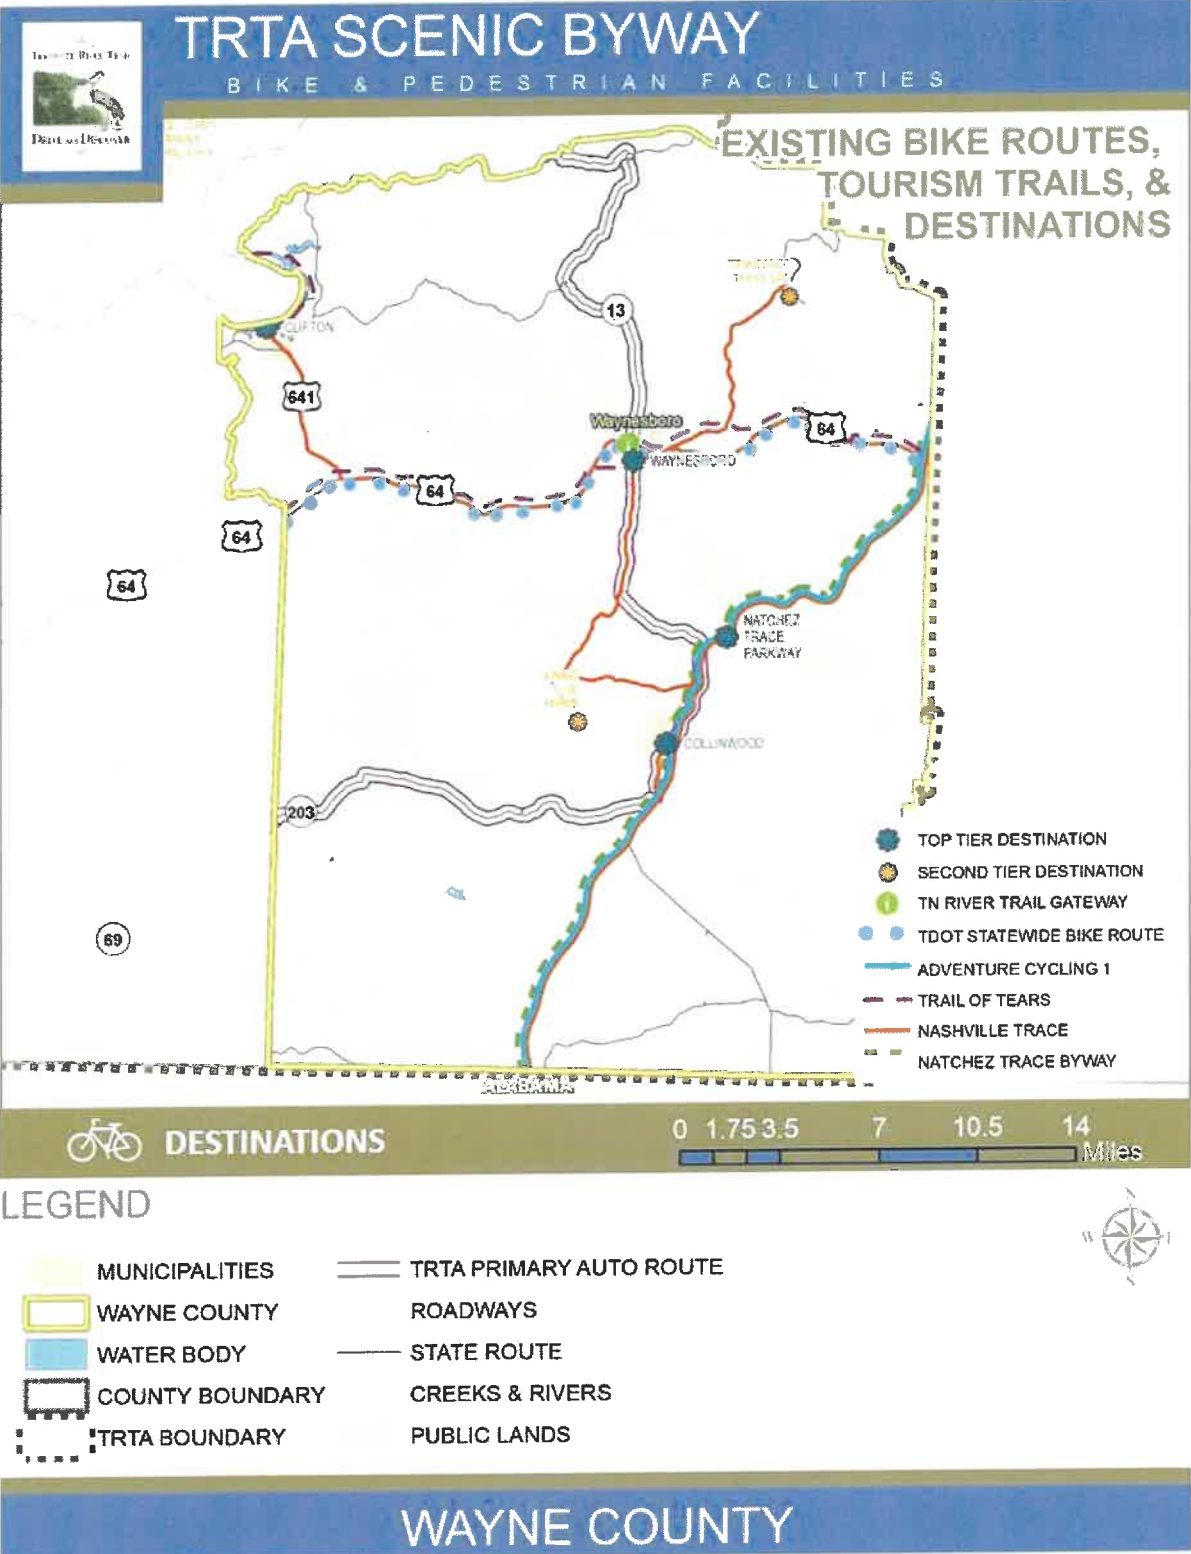 TRTA SCENIC BYWAY
BIKE & PEDESTRIAN FACILITIES
EXISTING BIKE ROUTES,
TOURISM TRAILS, &
DESTINATIONS
13
CLIFTON
641
Waynesboro
WAYNESBORO
64
64
64
64
NATCHEZ
TRACE
PARKWAY
COLLINWOOD
203
69
TOP TIER DESTINATION
SECOND TIER DESTINATION
TN RIVER TRAIL GATEWAY
TDOT STATEWIDE BIKE ROUTE
ADVENTURE CYCLING 1
TRAIL OF TEARS
NASHVILLE TRACE
NATCHEZ TRACE BYWAY
ALABAMA
DESTINATIONS
0 1.75 3.5 7 10.5 14
Miles
LEGEND
W
MUNICIPALITIES
WAYNE COUNTY
WATER BODY
COUNTY BOUNDARY
TRTA BOUNDARY
TRTA PRIMARY AUTO ROUTE
ROADWAYS
STATE ROUTE
CREEKS & RIVERS
PUBLIC LANDS
WAYNE COUNTY